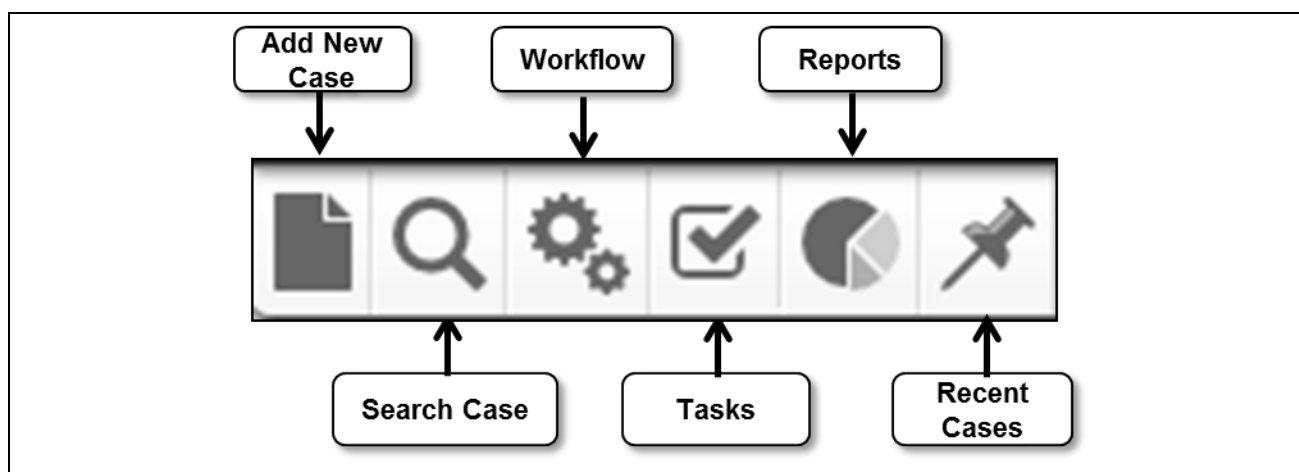 Add New
Case
Workflow
Reports
Search Case
Tasks
Recent
Cases